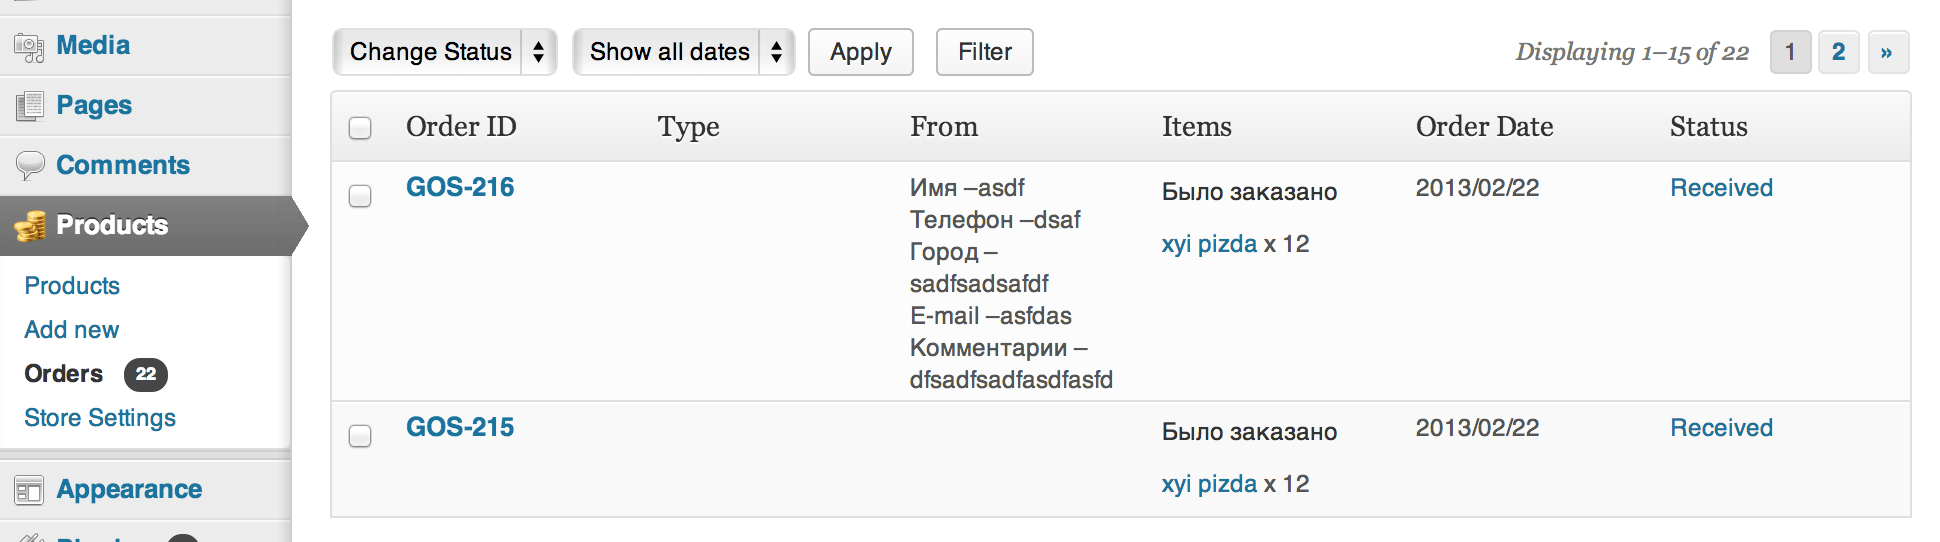 Media
Pages
Comments
Products
Products
Add new
Orders 22
Store Settings
Appearance
Change Status Show all dates Apply Filter Displaying 1–15 of 22 1 2 »
Order ID Type From Items Order Date Status
GOS-216 Имя –asdf Было заказано 2013/02/22 Received
Телефон –dsaf
Город – xyi pizda x 12
sadfsadsafdf
E-mail –asfdas
Комментарии –
dfsadfsadfasdfasfd
GOS-215 Было заказано 2013/02/22 Received
xyi pizda x 12